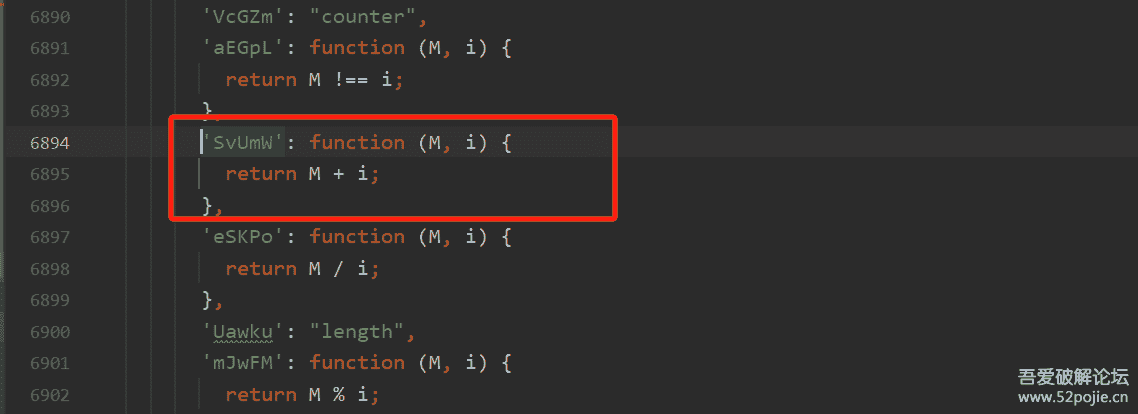 6890 'VcGZm': "counter",
6891 'aEGpL': function (M, i) {
6892 return M !== i;
6893 },
6894 'SvUmW': function (M, i) {
6895 return M + i;
6896 },
6897 'eSKPo': function (M, i) {
6898 return M / i;
6899 },
6900 'Uawku': "length",
6901 'mJwFM': function (M, i) {
6902 return M % i;
吾爱破解论坛
www.52pojie.cn